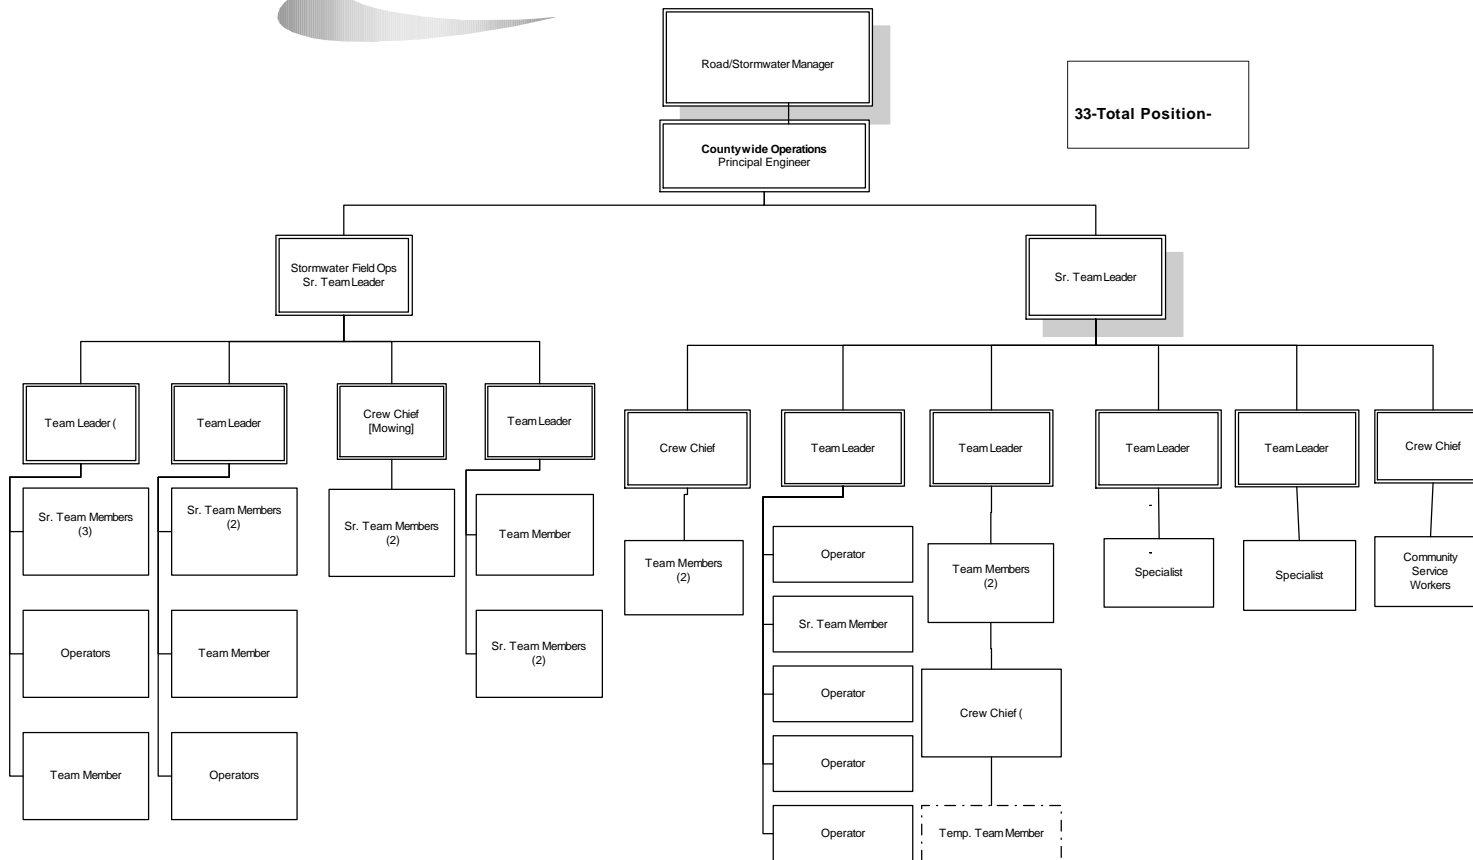 Road/Stormwater Manager
33-Total Position-
Countywide Operations
Principal Engineer
Stormwater Field Ops
Sr. Team Leader
Sr. Team Leader
Team Leader (
Team Leader
Crew Chief
[Mowing]
Team Leader
Crew Chief
Team Leader
Team Leader
Team Leader
Team Leader
Crew Chief
Sr. Team Members
(3)
Sr. Team Members
(2)
Sr. Team Members
(2)
Team Member
Team Members
(2)
Operator
Team Members
(2)
-
-
Specialist
Specialist
Community
Service
Workers
Operators
Team Member
Sr. Team Members
(2)
Sr. Team Member
Operator
Crew Chief (
Team Member
Operators
Operator
Operator
Temp. Team Member